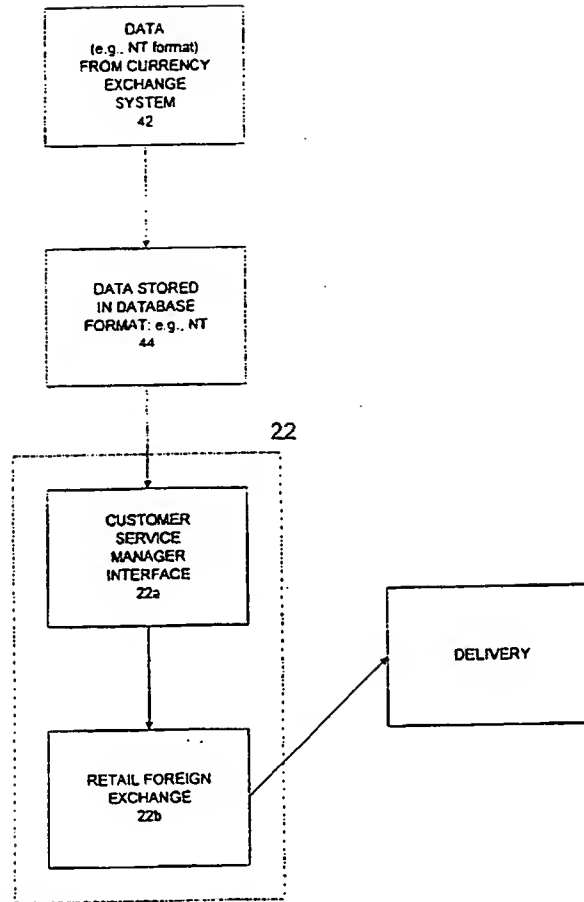 DATA
(e.g., NT format)
FROM CURRENCY
EXCHANGE
SYSTEM
42
DATA STORED
IN DATABASE
FORMAT: e.g., NT
44
22
CUSTOMER
SERVICE
MANAGER
INTERFACE
22a
DELIVERY
RETAIL FOREIGN
EXCHANGE
22b